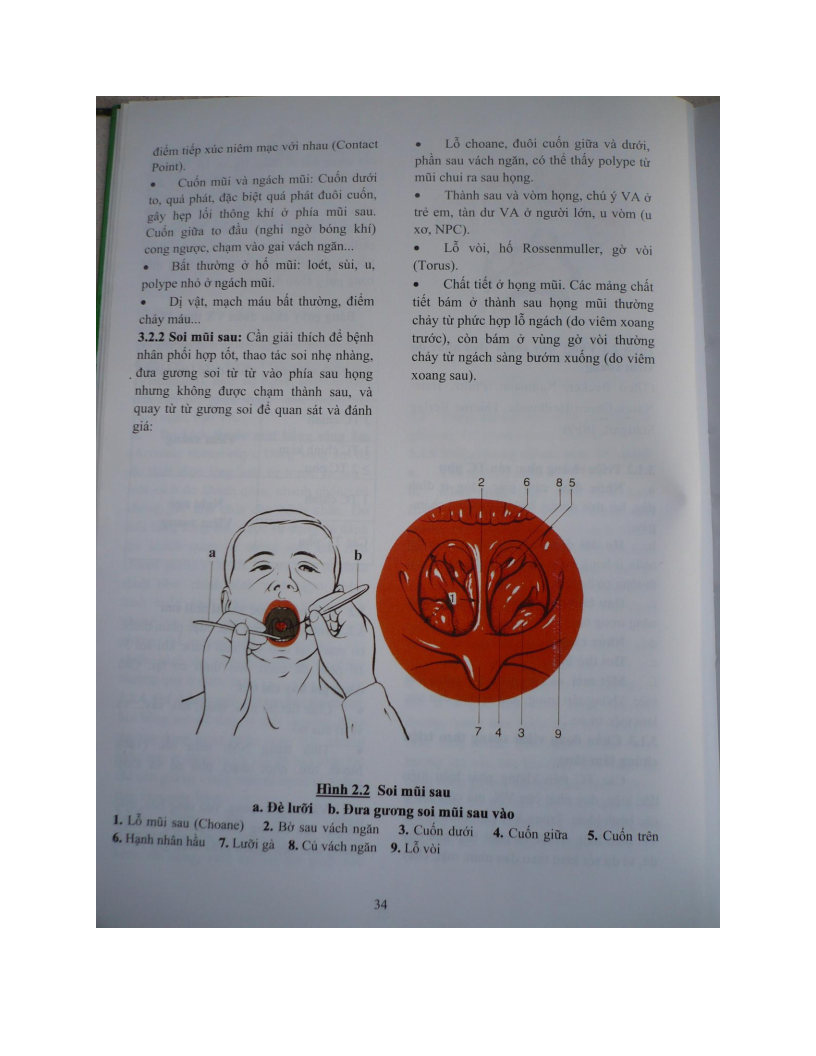 điểm tiếp xúc niêm mạc với nhau (Contact
Point).
• Cuốn mũi và ngách mũi: Cuốn dưới
to, quá phát, đặc biệt quá phát đuôi cuốn,
gây hẹp lối thông khí ở phía mũi sau.
Cuốn giữa to đầu (nghi ngờ bóng khí)
cong ngược, chạm vào gai vách ngăn...
• Bất thường ở hố mũi: loét, sùi, u,
polype nhỏ ở ngách mũi.
• Dị vật, mạch máu bất thường, điểm
chảy máu...
3.2.2 Soi mũi sau: Cần giải thích để bệnh
nhân phối hợp tốt, thao tác soi nhẹ nhàng,
đưa gương soi từ từ vào phía sau họng
nhưng không được chạm thành sau, và
quay từ từ gương soi để quan sát và đánh
giá:
• Lỗ choane, đuôi cuốn giữa và dưới,
phần sau vách ngăn, có thể thấy polype từ
mũi chui ra sau họng.
• Thành sau và vòm họng, chú ý VA ở
trẻ em, tàn dư VA ở người lớn, u vòm (u
xơ, NPC).
• Lỗ vòi, hố Rossenmuller, gờ vòi
(Torus).
• Chất tiết ở họng mũi. Các mảng chất
tiết bám ở thành sau họng mũi thường
chảy từ phức hợp lỗ ngách (do viêm xoang
trước), còn bám ở vùng gờ vòi thường
chảy từ ngách sàng bướm xuống (do viêm
xoang sau).
2 6 8 5
a b
1
7 4 3 9
Hình 2.2 Soi mũi sau
a. Đè lưỡi b. Đưa gương soi mũi sau vào
1. Lỗ mũi sau (Choane) 2. Bờ sau vách ngăn 3. Cuốn dưới 4. Cuốn giữa 5. Cuốn trên
6. Hạnh nhân hầu 7. Lưỡi gà 8. Củ vách ngăn 9. Lỗ vòi
34